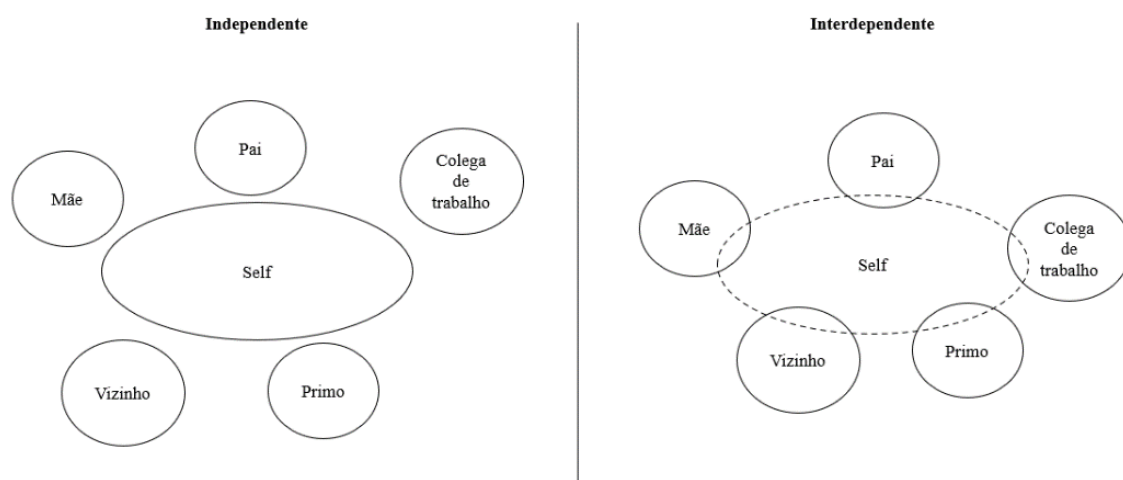 Independente
Pai
Colega
de
trabalho
Mãe
Self
Vizinho
Primo
Interdependente
Pai
Mãe
Colega
de
trabalho
Self
Vizinho
Primo